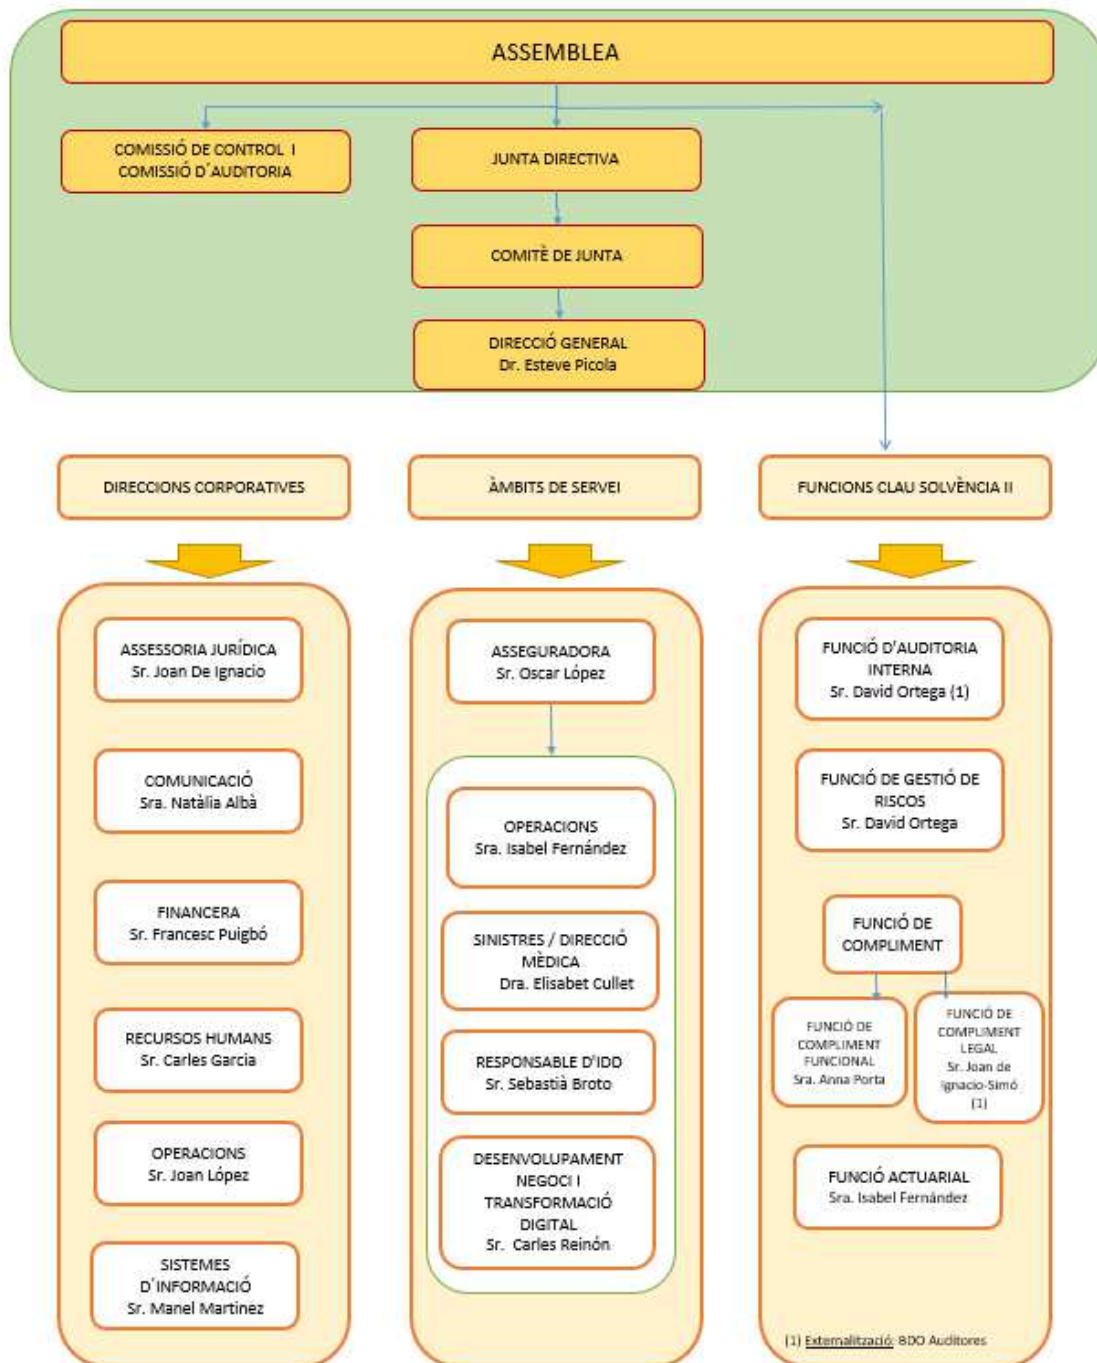 ASSEMBLEA
COMISSIÓ DE CONTROL I
COMISSIÓ D´AUDITORIA
JUNTA DIRECTIVA
COMITÈ DE JUNTA
DIRECCIÓ GENERAL
Dr. Esteve Picola
DIRECCIONS CORPORATIVES
ASSESSORIA JURÍDICA
Sr. Joan De Ignacio
COMUNICACIÓ
Sra. Natàlia Albà
FINANCERA
Sr. Francesc Puigbó
RECURSOS HUMANS
Sr. Carles Garcia
OPERACIONS
Sr. Joan López
SISTEMES
D´INFORMACIÓ
Sr. Manel Martinez
ÀMBITS DE SERVEI
ASSEGURADORA
Sr. Oscar López
OPERACIONS
Sra. Isabel Fernández
SINISTRES / DIRECCIÓ
MÈDICA
Dra. Elisabet Cullet
RESPONSABLE D'IDD
Sr. Sebastià Broto
DESENVOLUPAMENT
NEGOCI I
TRANSFORMACIÓ
DIGITAL
Sr. Carles Reinón
FUNCIONS CLAU SOLVÈNCIA II
FUNCIÓ D'AUDITORIA
INTERNA
Sr. David Ortega (1)
FUNCIÓ DE GESTIÓ DE
RISCOS
Sr. David Ortega
FUNCIÓ DE
COMPLIMENT
FUNCIÓ DE
COMPLIMENT
FUNCIONAL
Sra. Anna Porta
FUNCIÓ DE
COMPLIMENT
LEGAL
Sr. Joan de
Ignacio-Simó
(1)
FUNCIÓ ACTUARIAL
Sra. Isabel Fernández
(1) Externalització: BDO Auditores